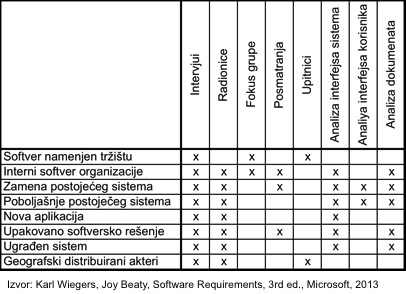 Intervjui
Radionice
Fokus grupe
Posmatranja
Upitnici
Analiza interfejsa sistema
Analiya interfejsa korisnika
Analiza dokumenata
Softver namenjen tržištu x x x
Interni softver organizacije x x x x x x
Zamena postojećeg sistema x x x x x x
Poboljšanje postoječeg sistema x x x x x
Nova aplikacija x x x
Upakovano softversko rešenje x x x x x
Ugrađen sistem x x x x
Geografski distribuirani akteri x x x
Izvor: Karl Wiegers, Joy Beaty, Software Requirements, 3rd ed., Microsoft, 2013